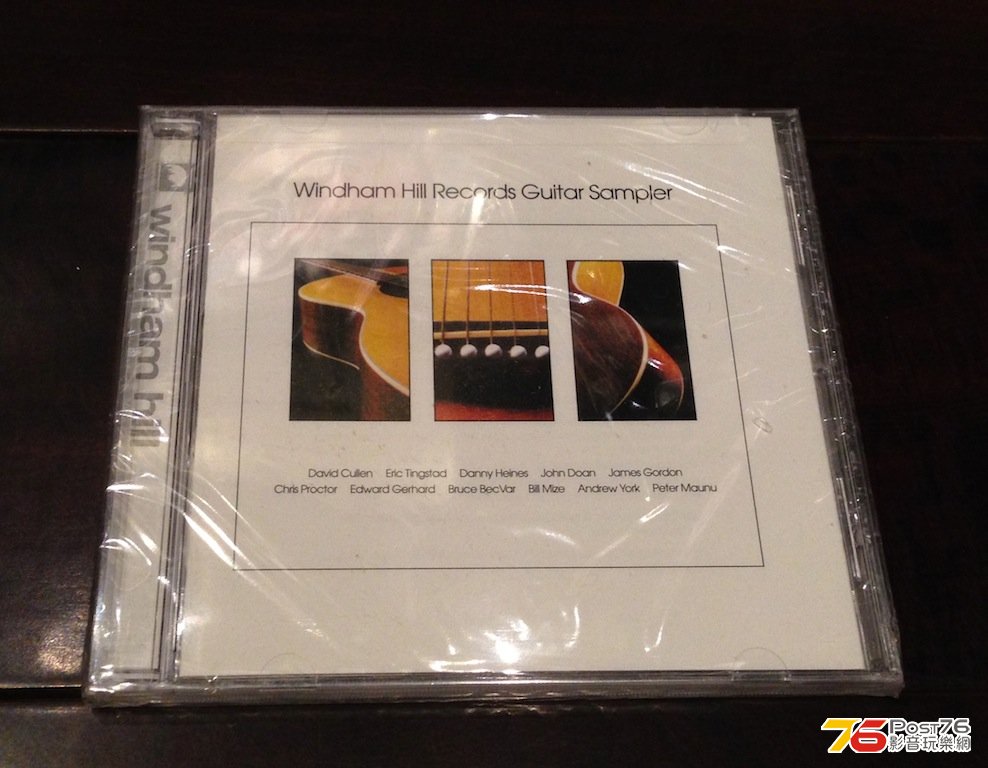 Windham Hill Records Guitar Sampler
windham hill
David Cullen Eric Tingstad Danny Heines John Doan James Gordon
Chris Proctor Edward Gerhard Bruce BecVar Bill Mize Andrew York Peter Maunu
76 Post76
影音玩樂網